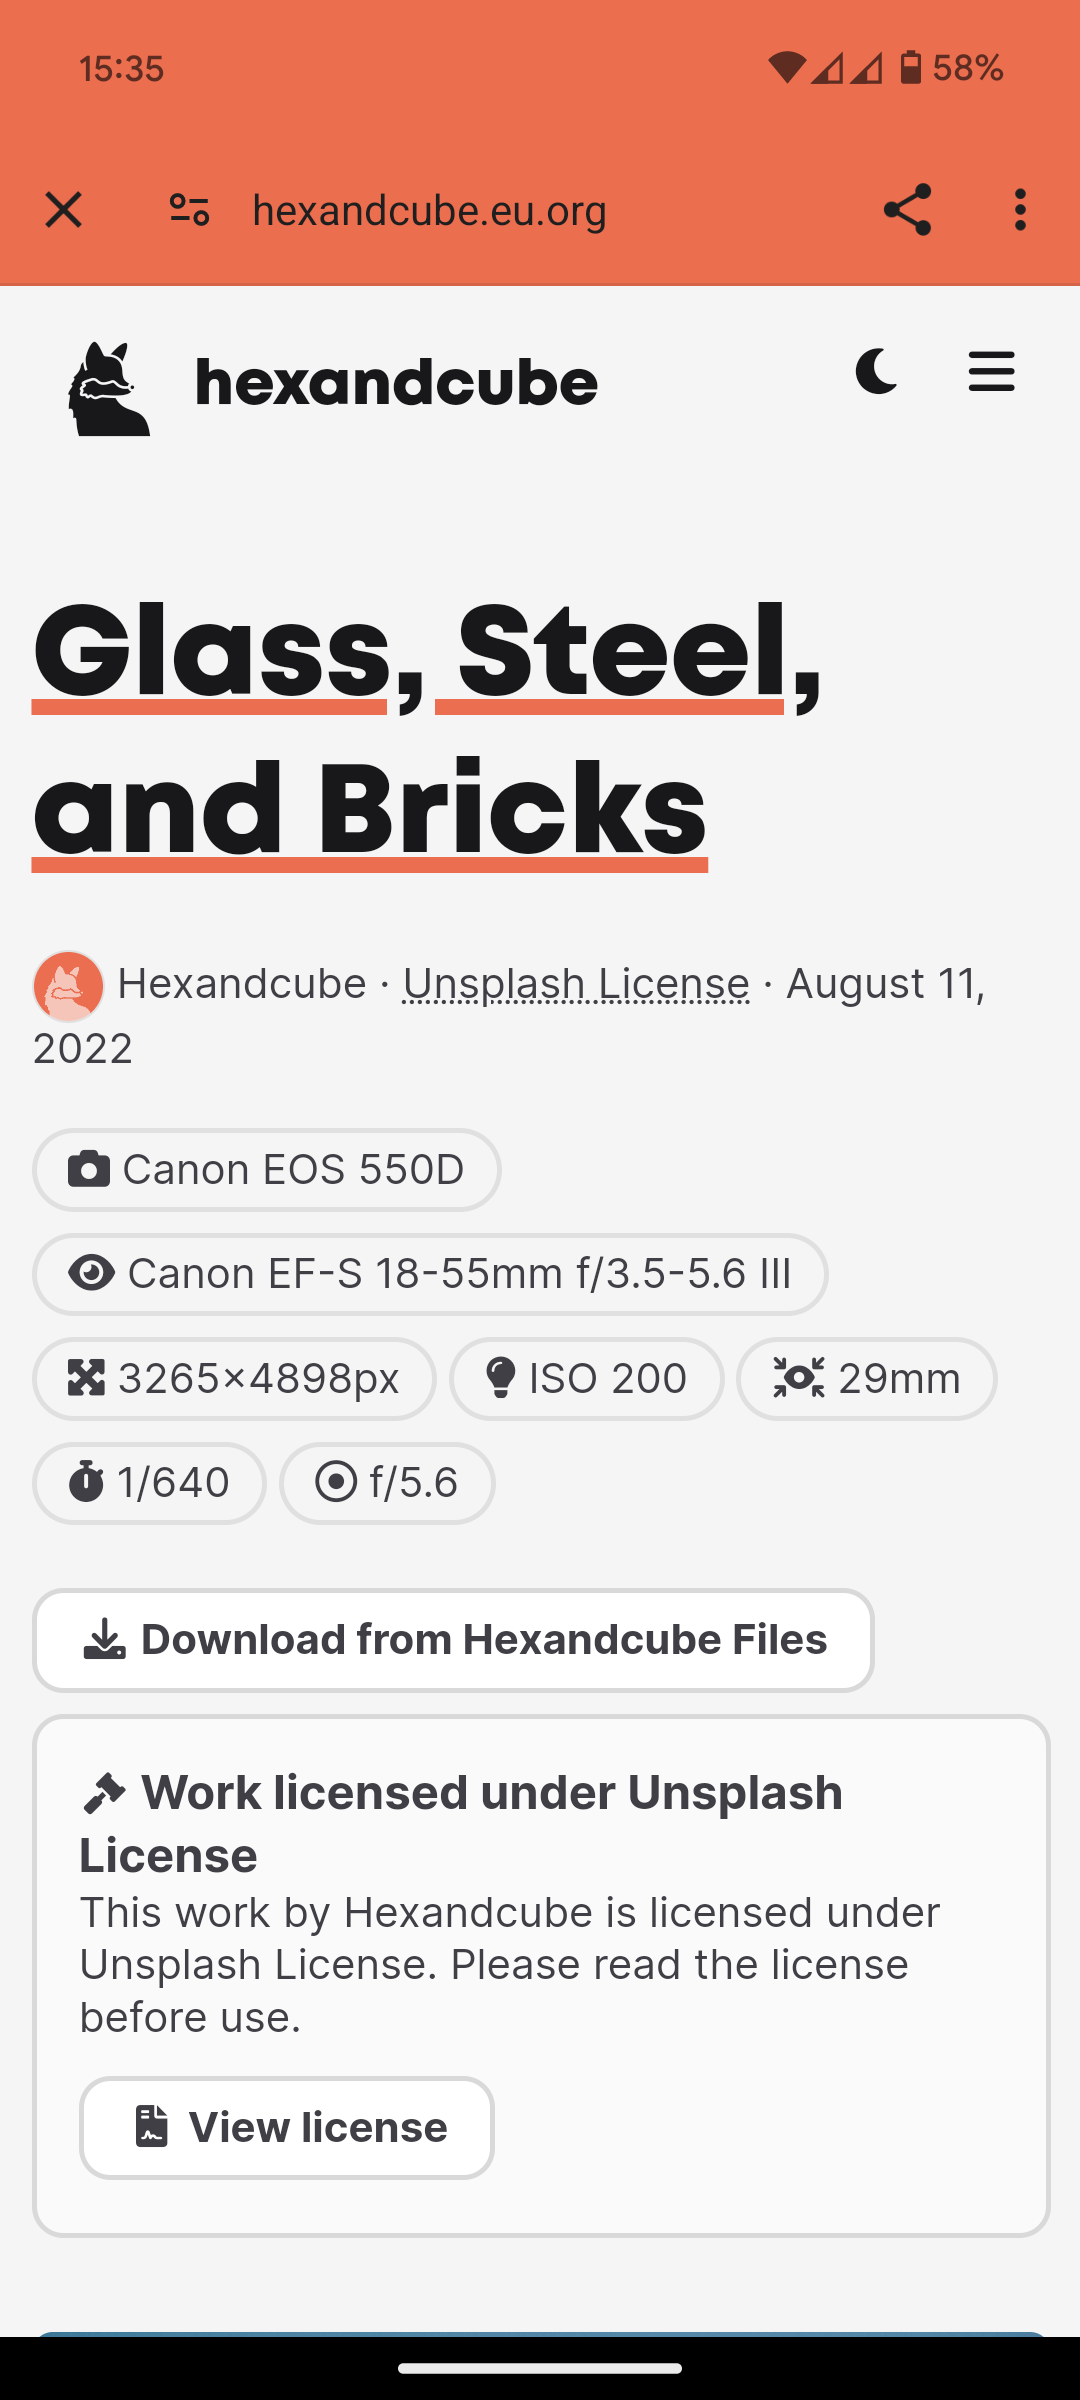 15:35
58%
hexandcube.eu.org
hexandcube
Glass, Steel,
and Bricks
Hexandcube · Unsplash License · August 11,
2022
Canon EOS 550D
Canon EF-S 18-55mm f/3.5-5.6 III
3265×4898px ISO 200 29mm
1/640 f/5.6
Download from Hexandcube Files
Work licensed under Unsplash
License
This work by Hexandcube is licensed under
Unsplash License. Please read the license
before use.
View license